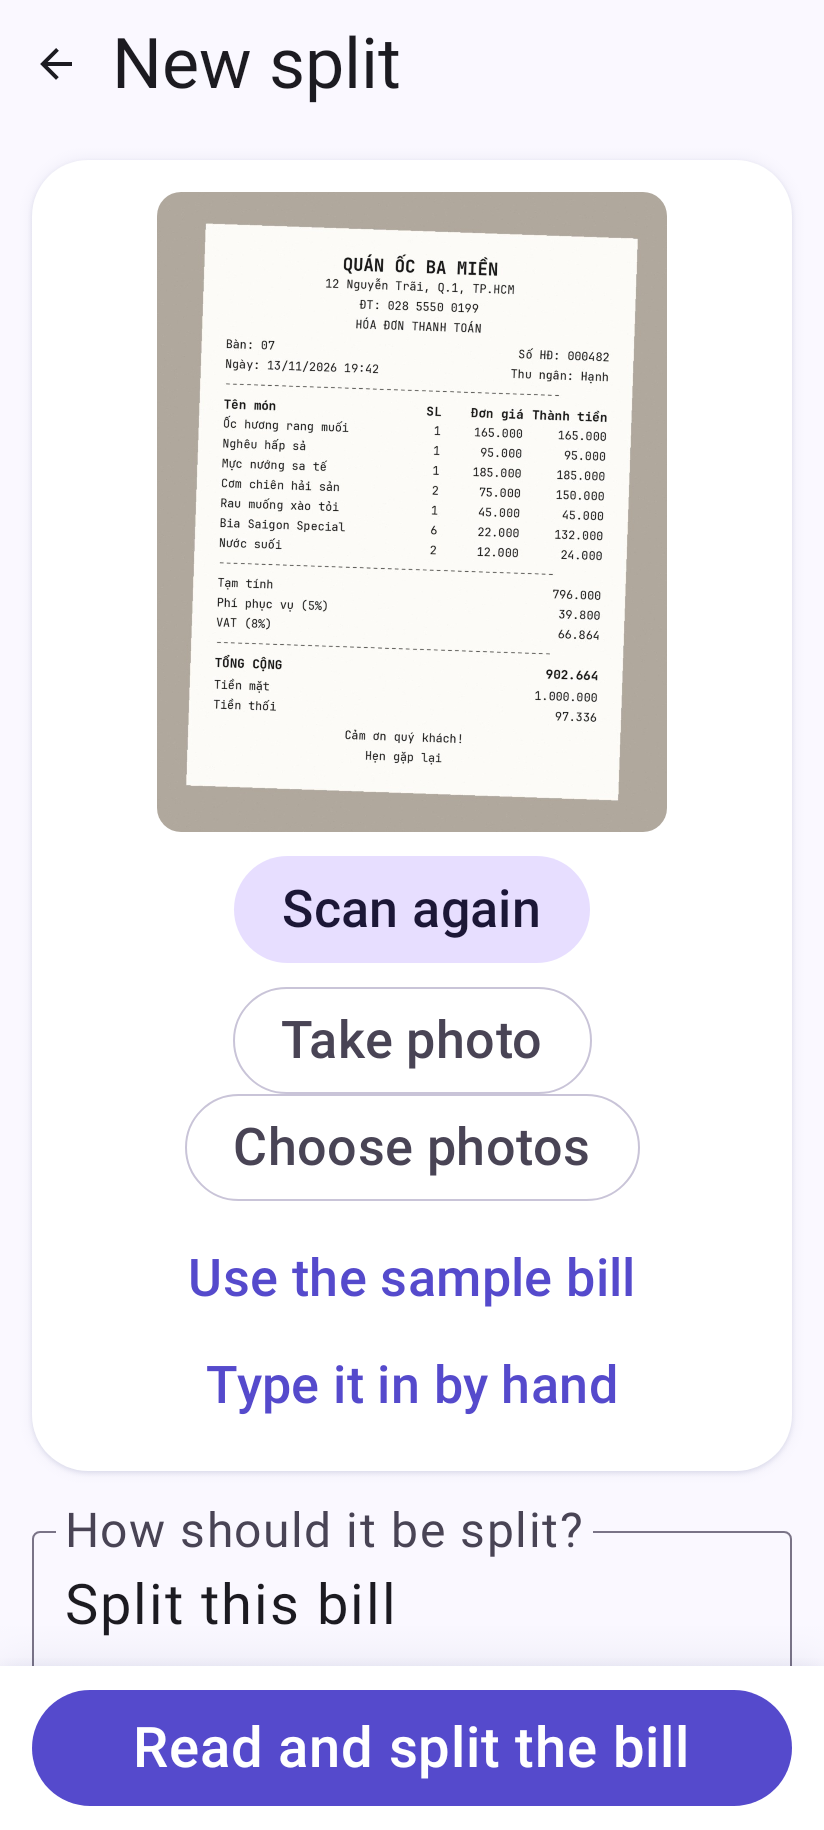 New split
QUÁN ỐC BA MIỀN
12 Nguyễn Trãi, Q.1, TP.HCM
ĐT: 028 5550 0199
HÓA ĐƠN THANH TOÁN
Bàn: 07 Số HĐ: 000482
Ngày: 13/11/2026 19:42 Thu ngân: Hạnh
Tên món SL Đơn giá Thành tiền
Ốc hương rang muối 1 165.000 165.000
Nghêu hấp sả 1 95.000 95.000
Mực nướng sa tế 1 185.000 185.000
Cơm chiên hải sản 2 75.000 150.000
Rau muống xào tỏi 1 45.000 45.000
Bia Saigon Special 6 22.000 132.000
Nước suối 2 12.000 24.000
Tạm tính 796.000
Phí phục vụ (5%) 39.800
VAT (8%) 66.864
TỔNG CỘNG 902.664
Tiền mặt 1.000.000
Tiền thối 97.336
Cảm ơn quý khách!
Hẹn gặp lại
Scan again
Take photo
Choose photos
Use the sample bill
Type it in by hand
How should it be split?
Split this bill
Read and split the bill